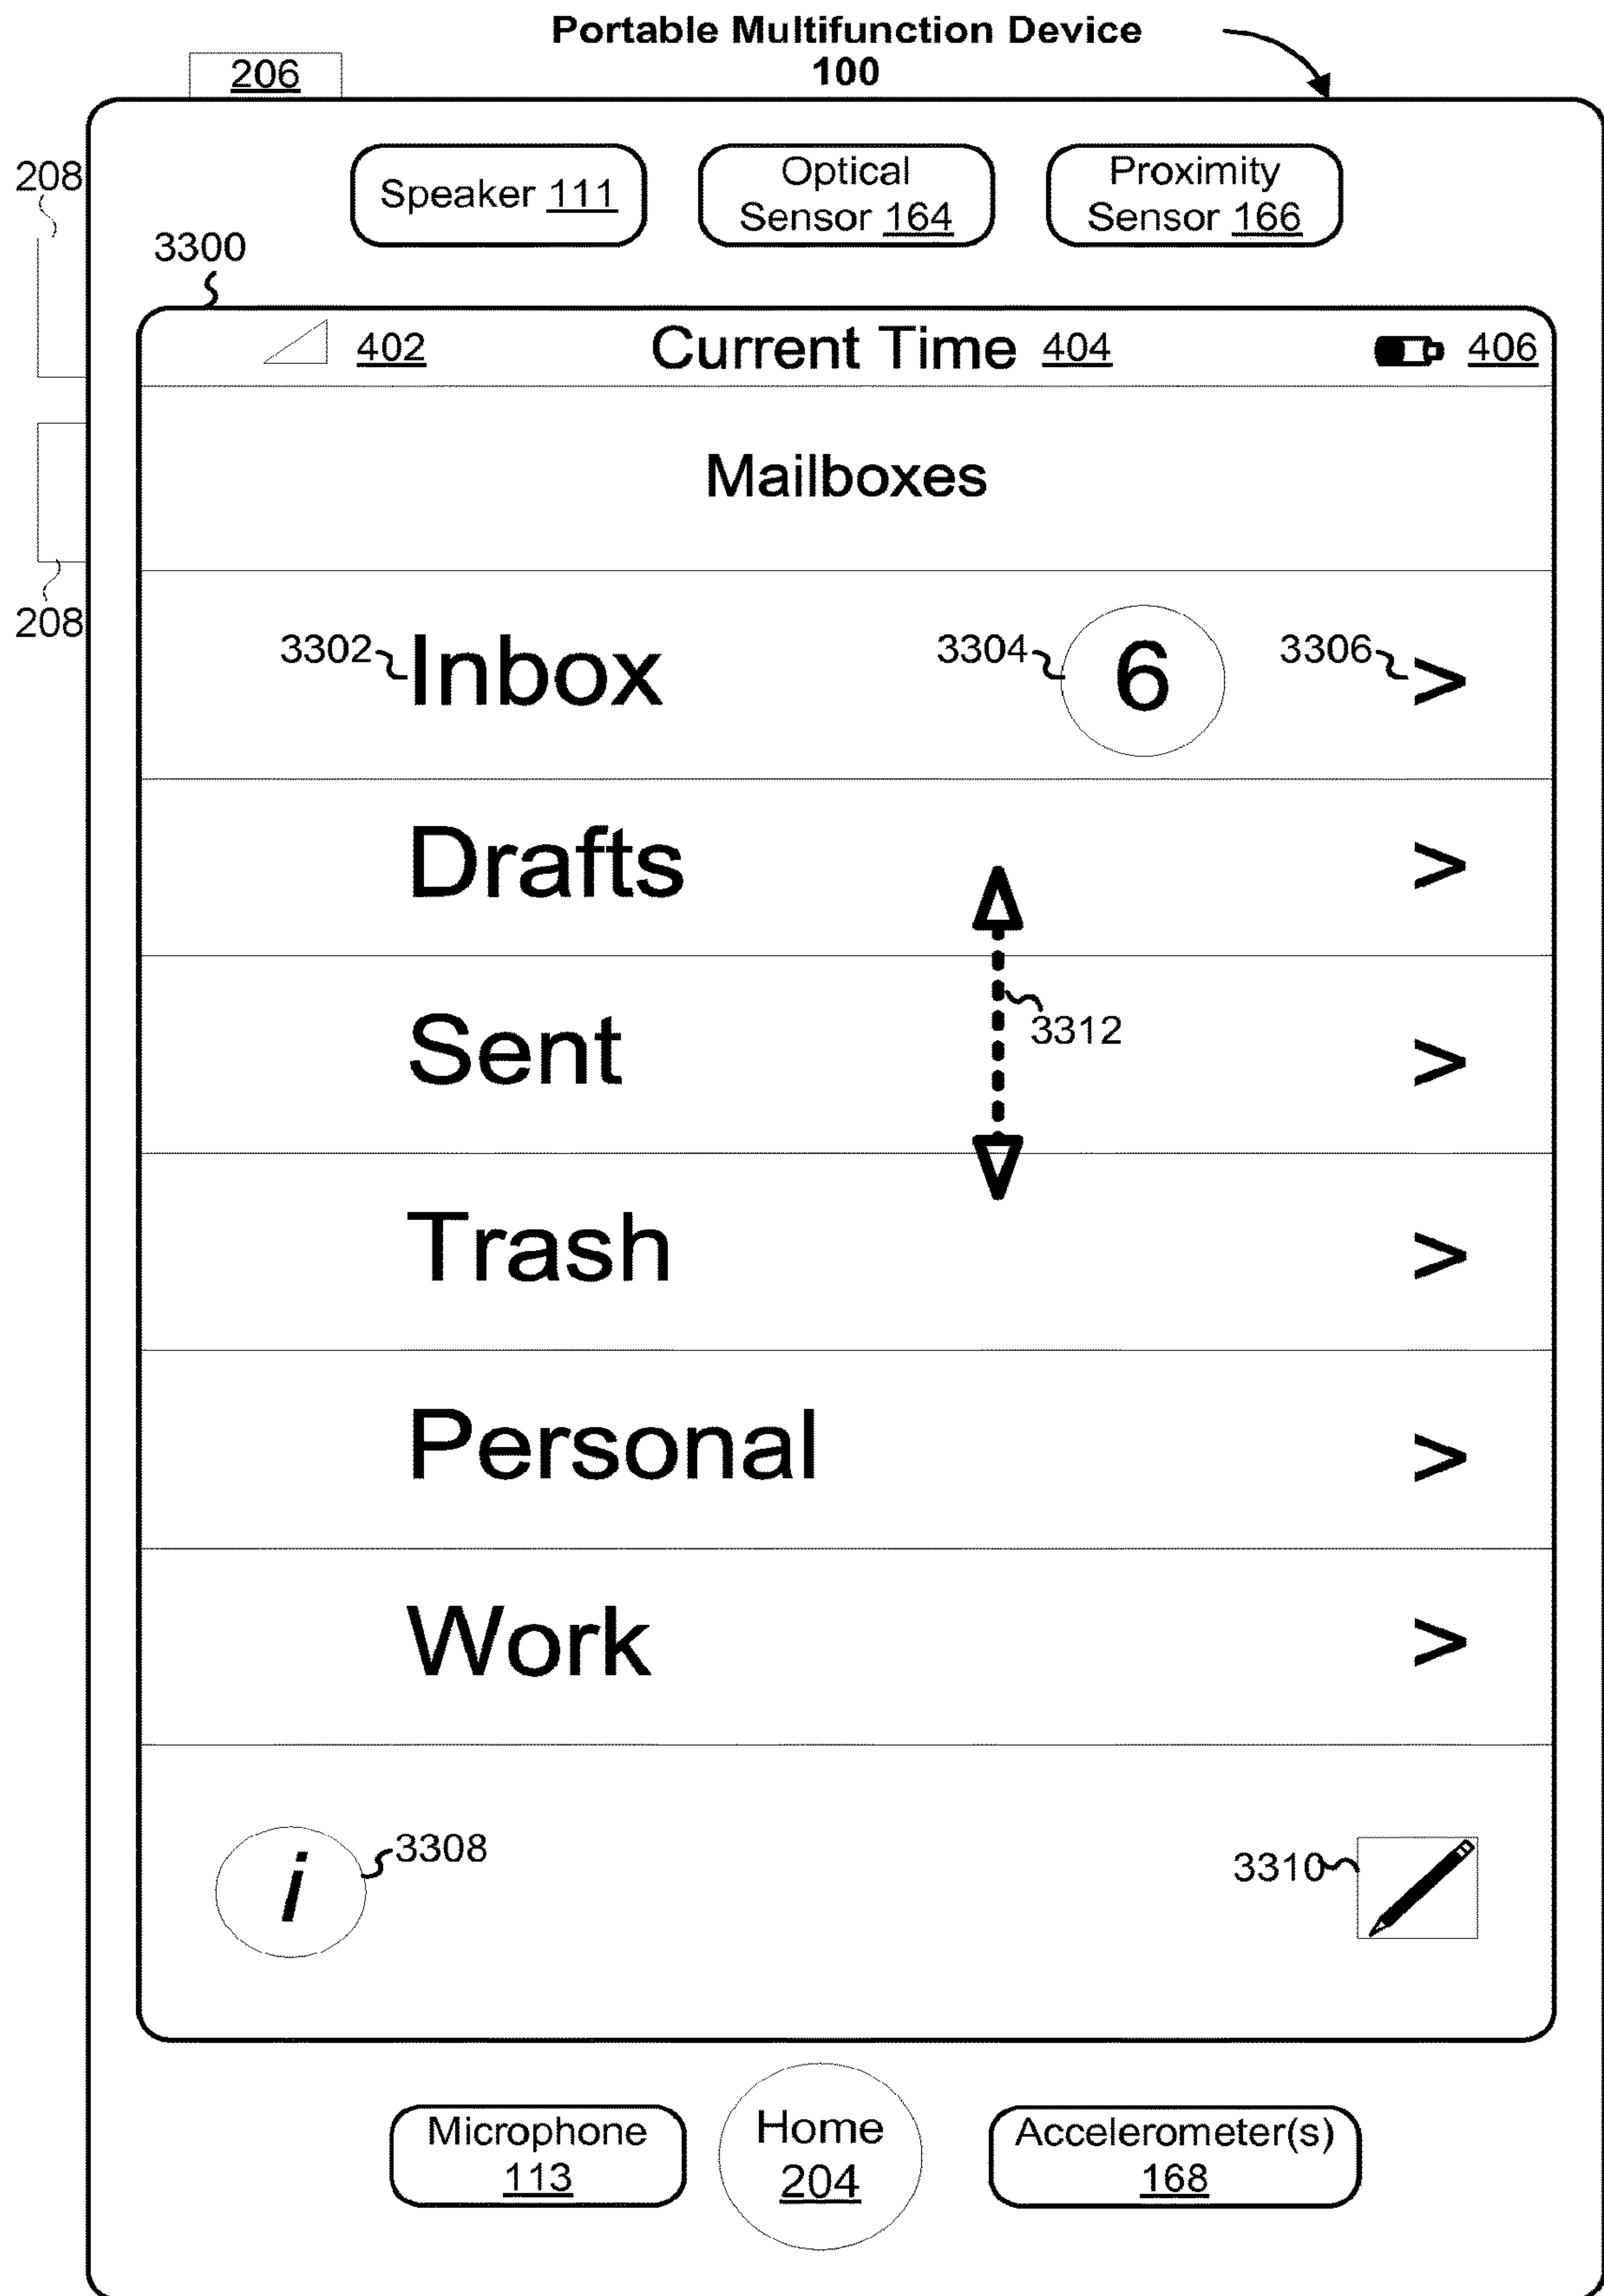 Portable Multifunction Device
100
206
208
Speaker 111
Optical
Sensor 164
Proximity
Sensor 166
3300
402
Current Time 404
406
Mailboxes
208
3302
Inbox
3304
6
3306
>
Drafts
>
Sent
3312
>
Trash
>
Personal
>
Work
>
i
3308
3310
Microphone
113
Home
204
Accelerometer(s)
168